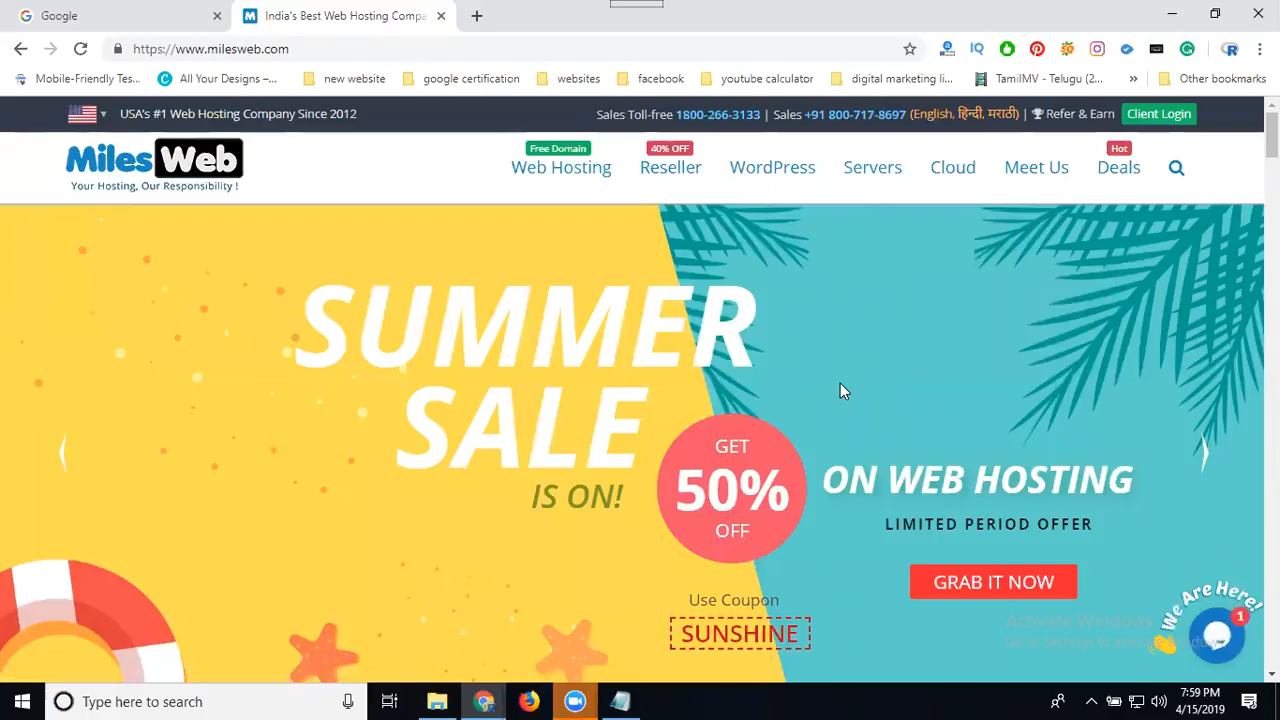 Google
India's Best Web Hosting Compa
https://www.milesweb.com
IQ
Mobile-Friendly Tes...
All Your Designs –...
new website
google certification
websites
facebook
youtube calculator
digital marketing li...
TamilMV - Telugu (2...
»
Other bookmarks
USA's #1 Web Hosting Company Since 2012
Sales Toll-free 1800-266-3133 | Sales +91 800-717-8697 (English, हिन्दी, मराठी) | Refer & Earn
Client Login
Miles Web
Your Hosting, Our Responsibility !
Free Domain
40% OFF
Hot
Web Hosting
Reseller
WordPress
Servers
Cloud
Meet Us
Deals
SUMMER
SALE
IS ON!
GET
50%
OFF
ON WEB HOSTING
LIMITED PERIOD OFFER
GRAB IT NOW
Use Coupon
SUNSHINE
We Are Here!
1
Activate Windows
Type here to search
7:59 PM
4/15/2019